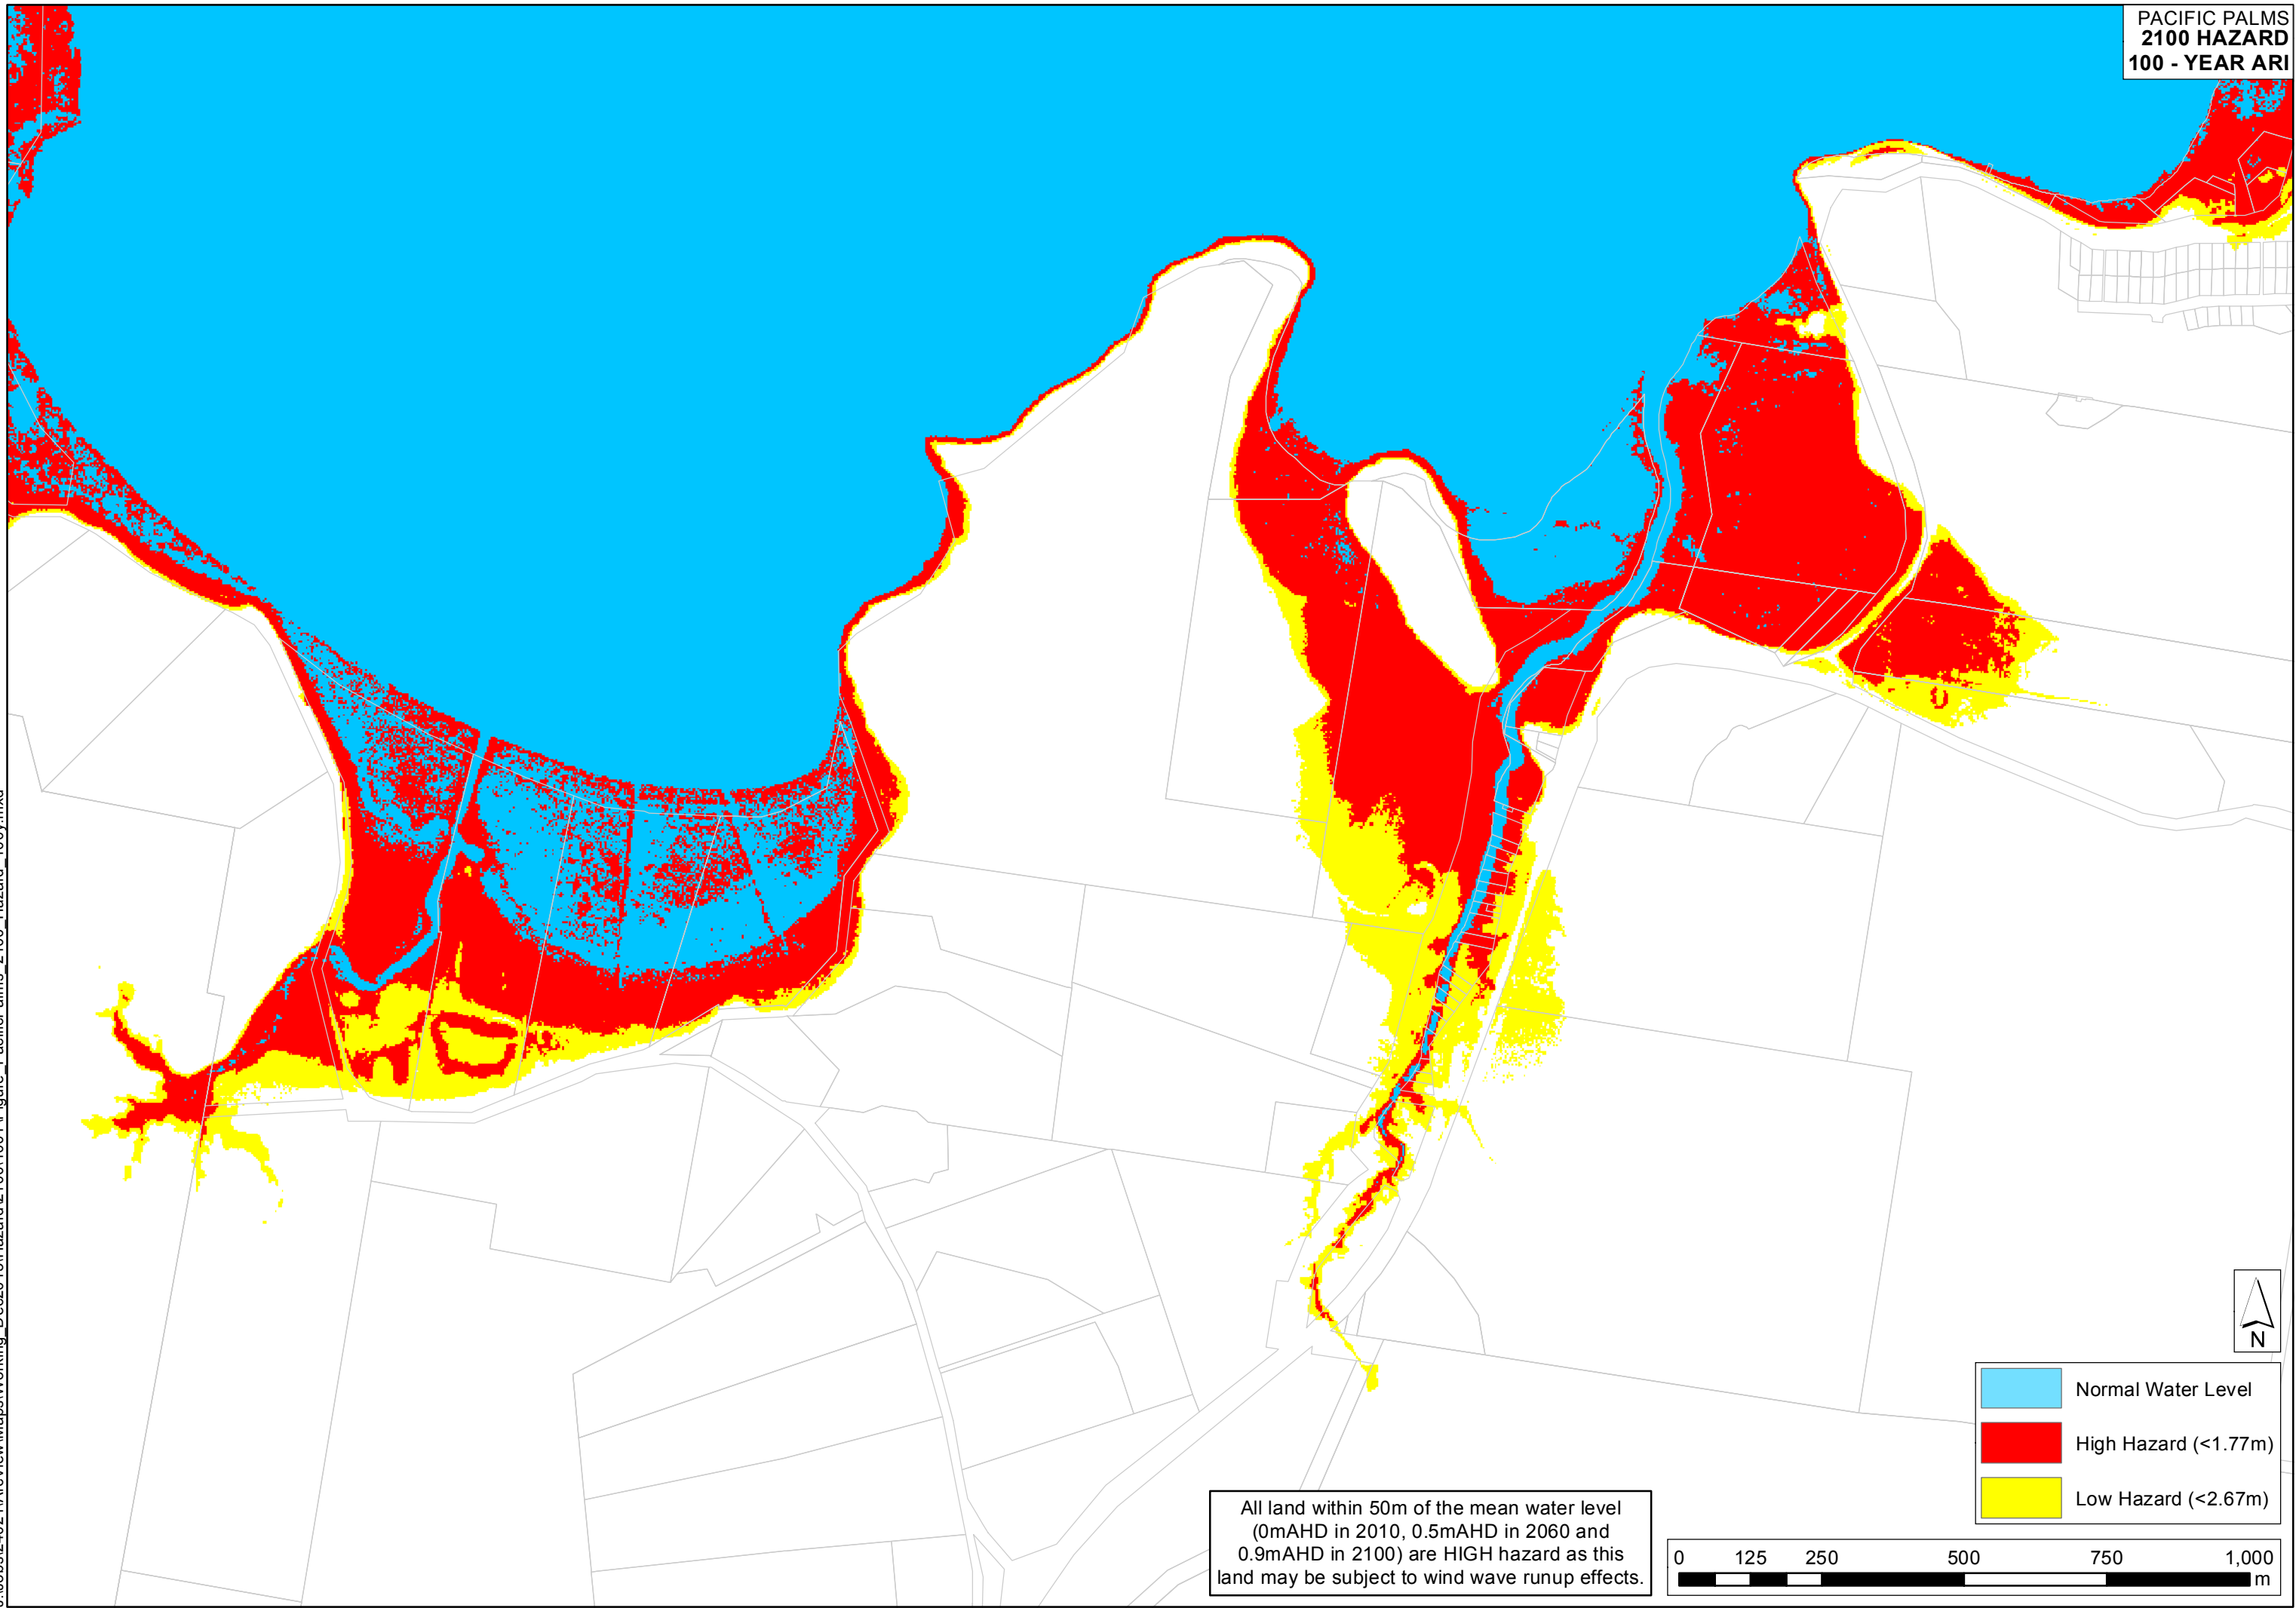 PACIFIC PALMS
2100 HAZARD
100 - YEAR ARI
N
Normal Water Level
High Hazard (<1.77m)
Low Hazard (<2.67m)
All land within 50m of the mean water level
(0mAHD in 2010, 0.5mAHD in 2060 and
0.9mAHD in 2100) are HIGH hazard as this
land may be subject to wind wave runup effects.
0 125 250 500 750 1,000
m